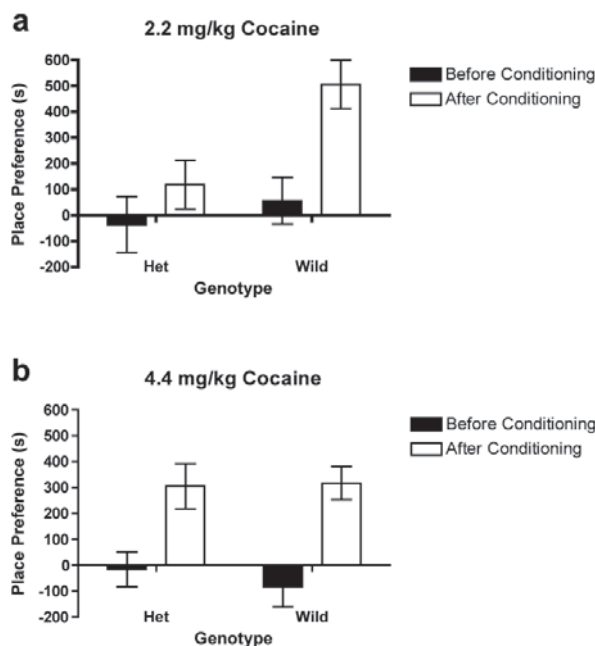 a
2.2 mg/kg Cocaine
Place Preference (s)
600
500
400
300
200
100
0
-100
-200
Het Wild
Genotype
Before Conditioning
After Conditioning
b
4.4 mg/kg Cocaine
Place Preference (s)
600
500
400
300
200
100
0
-100
-200
Het Wild
Genotype
Before Conditioning
After Conditioning